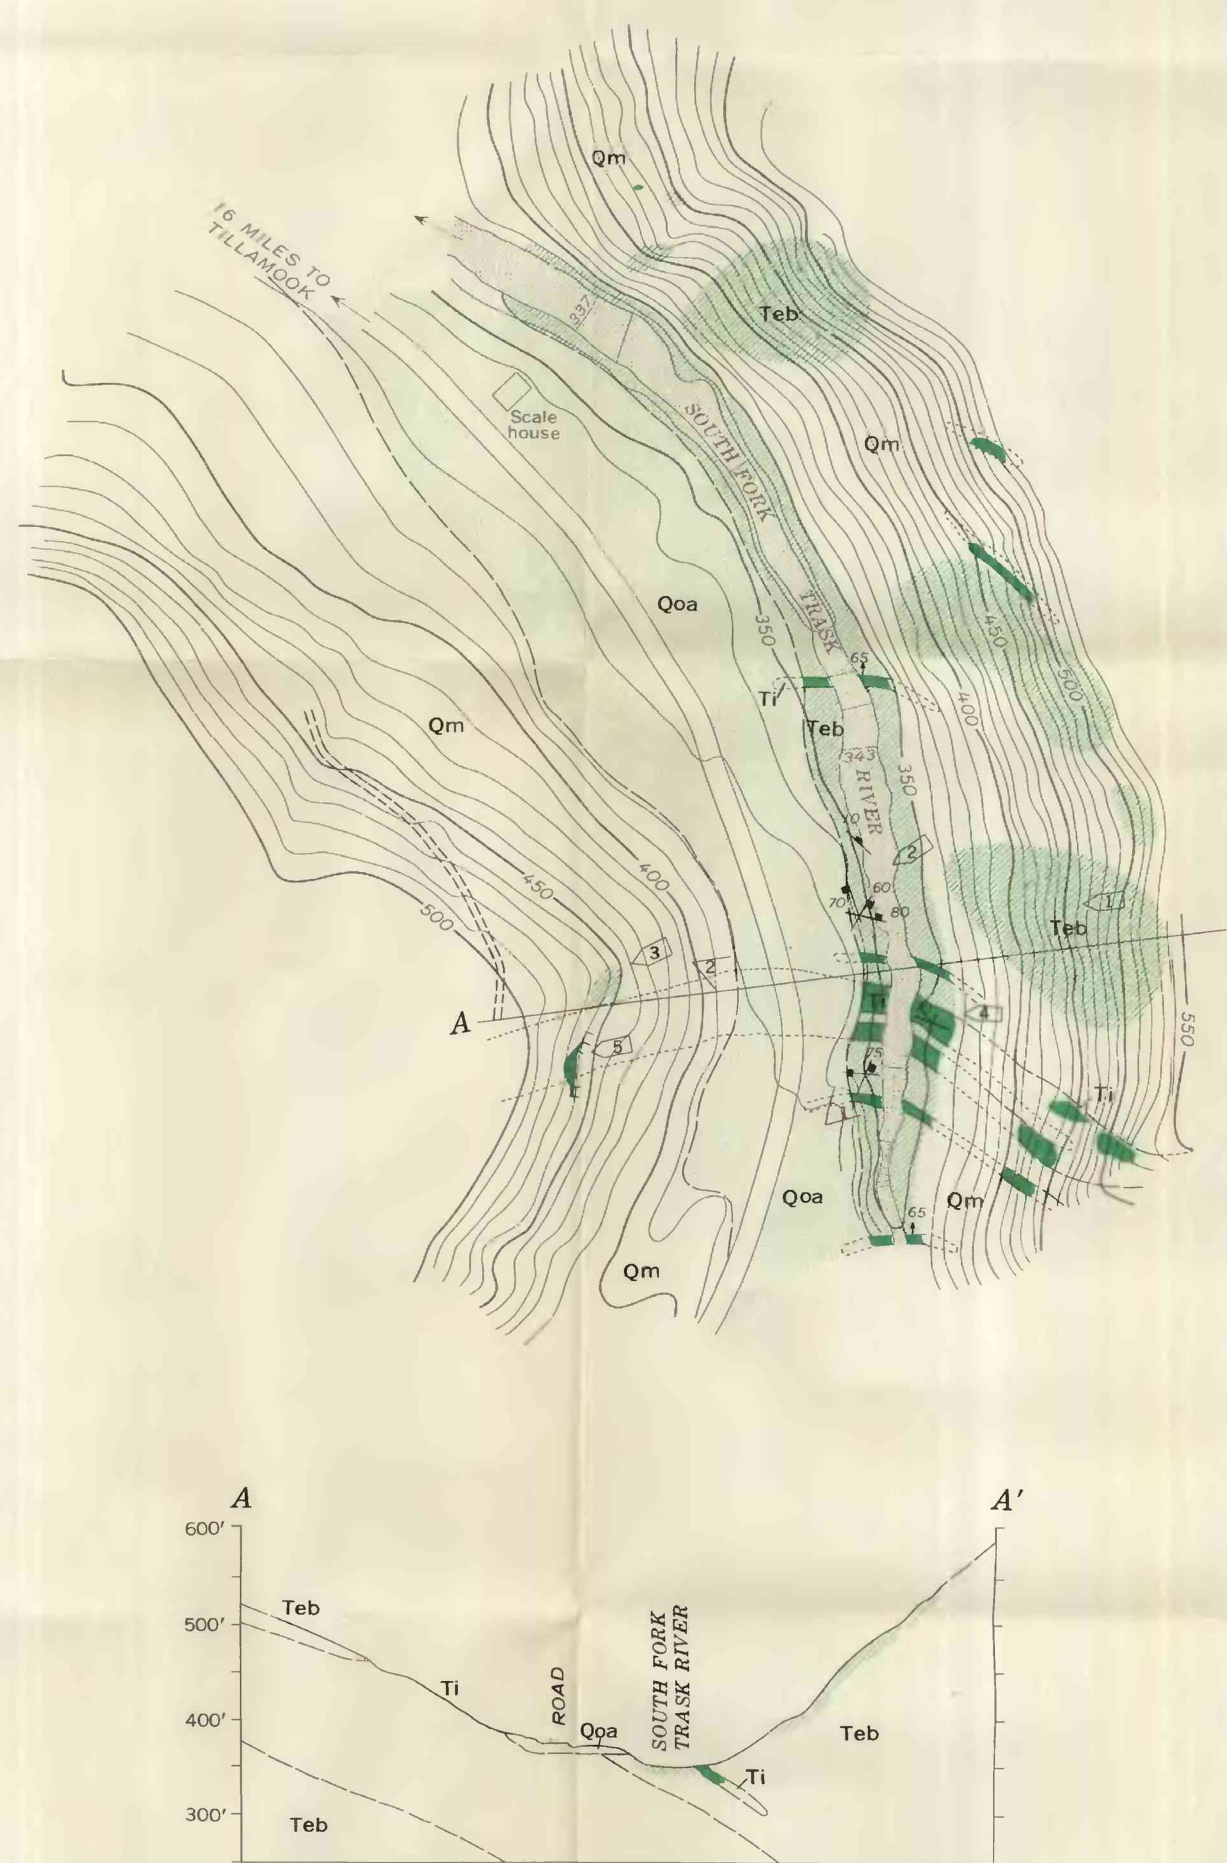 Qm
16 MILES TO
TILLAMOOK
337
Teb
Scale
house
SOUTH FORK
Qm
Qoa
350
TRASK
450
65
500
Ti
400
Qm
Teb
343
350
RIVER
70
2
400
450
60
1
70
80
500
Teb
3
2
A
Ti
4
550
5
75
Ti
1
Qoa
Qm
65
Qm
A
A'
600'
Teb
500'
SOUTH FORK
TRASK RIVER
ROAD
Ti
400'
Qoa
Teb
Ti
300'
Teb